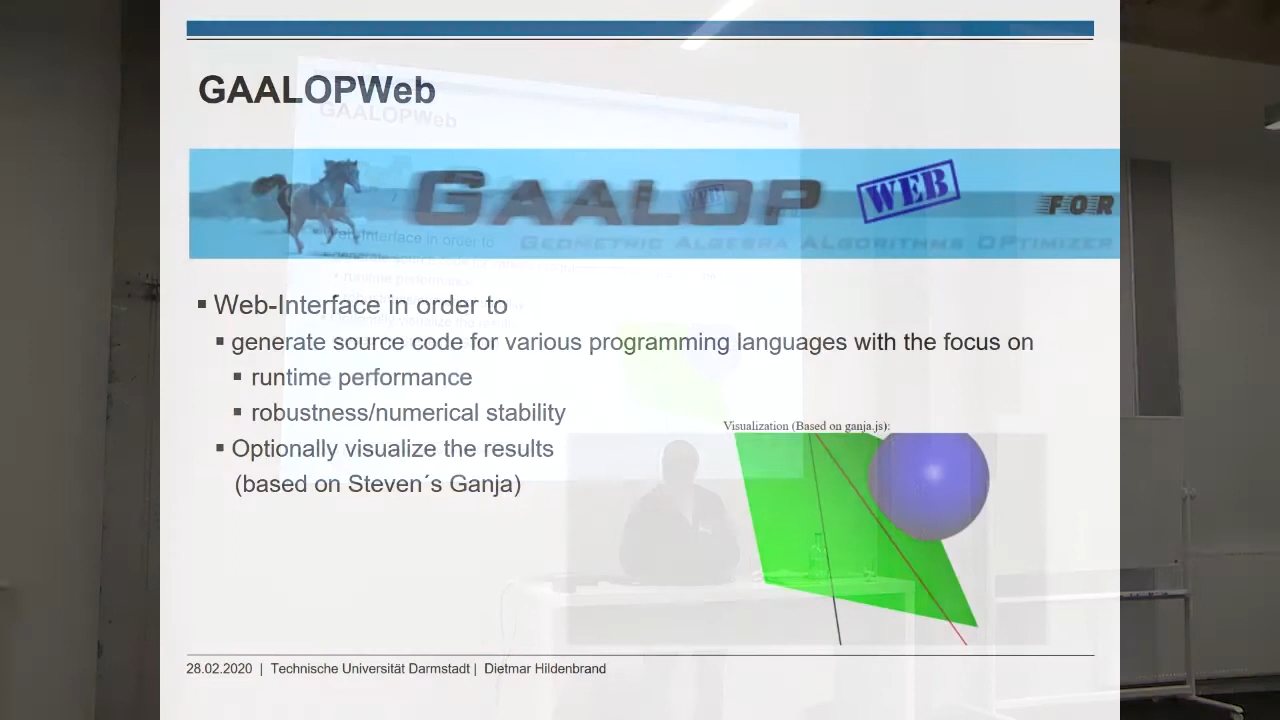 GAALOPWeb
GAALOPWeb
GAALOP WEB FOR
GEOMETRIC ALGEBRA ALGORITHMS OPTIMIZER
▪ Web-Interface in order to
▪ generate source code for various programming languages with the focus on
▪ runtime performance
▪ robustness/numerical stability
▪ Optionally visualize the results
(based on Steven´s Ganja)
Visualization (Based on ganja.js):
28.02.2020 | Technische Universität Darmstadt | Dietmar Hildenbrand